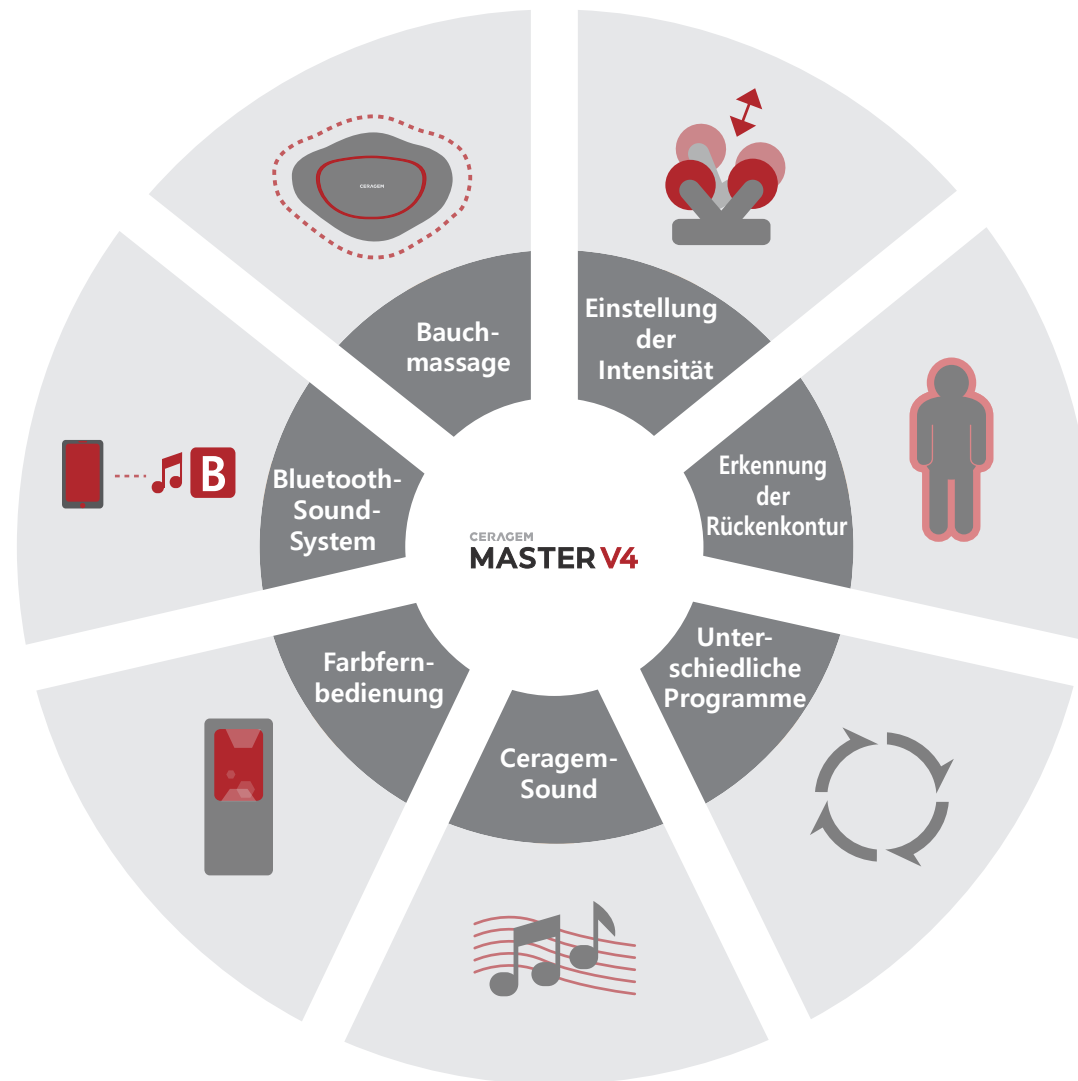 CERAGEM
Bauch-
massage
Einstellung
der
Intensität
Erkennung
der
Rückenkontur
Unter-
schiedliche
Programme
Ceragem-
Sound
Farbfern-
bedienung
B
Bluetooth-
Sound-
System
CERAGEM
MASTER V4